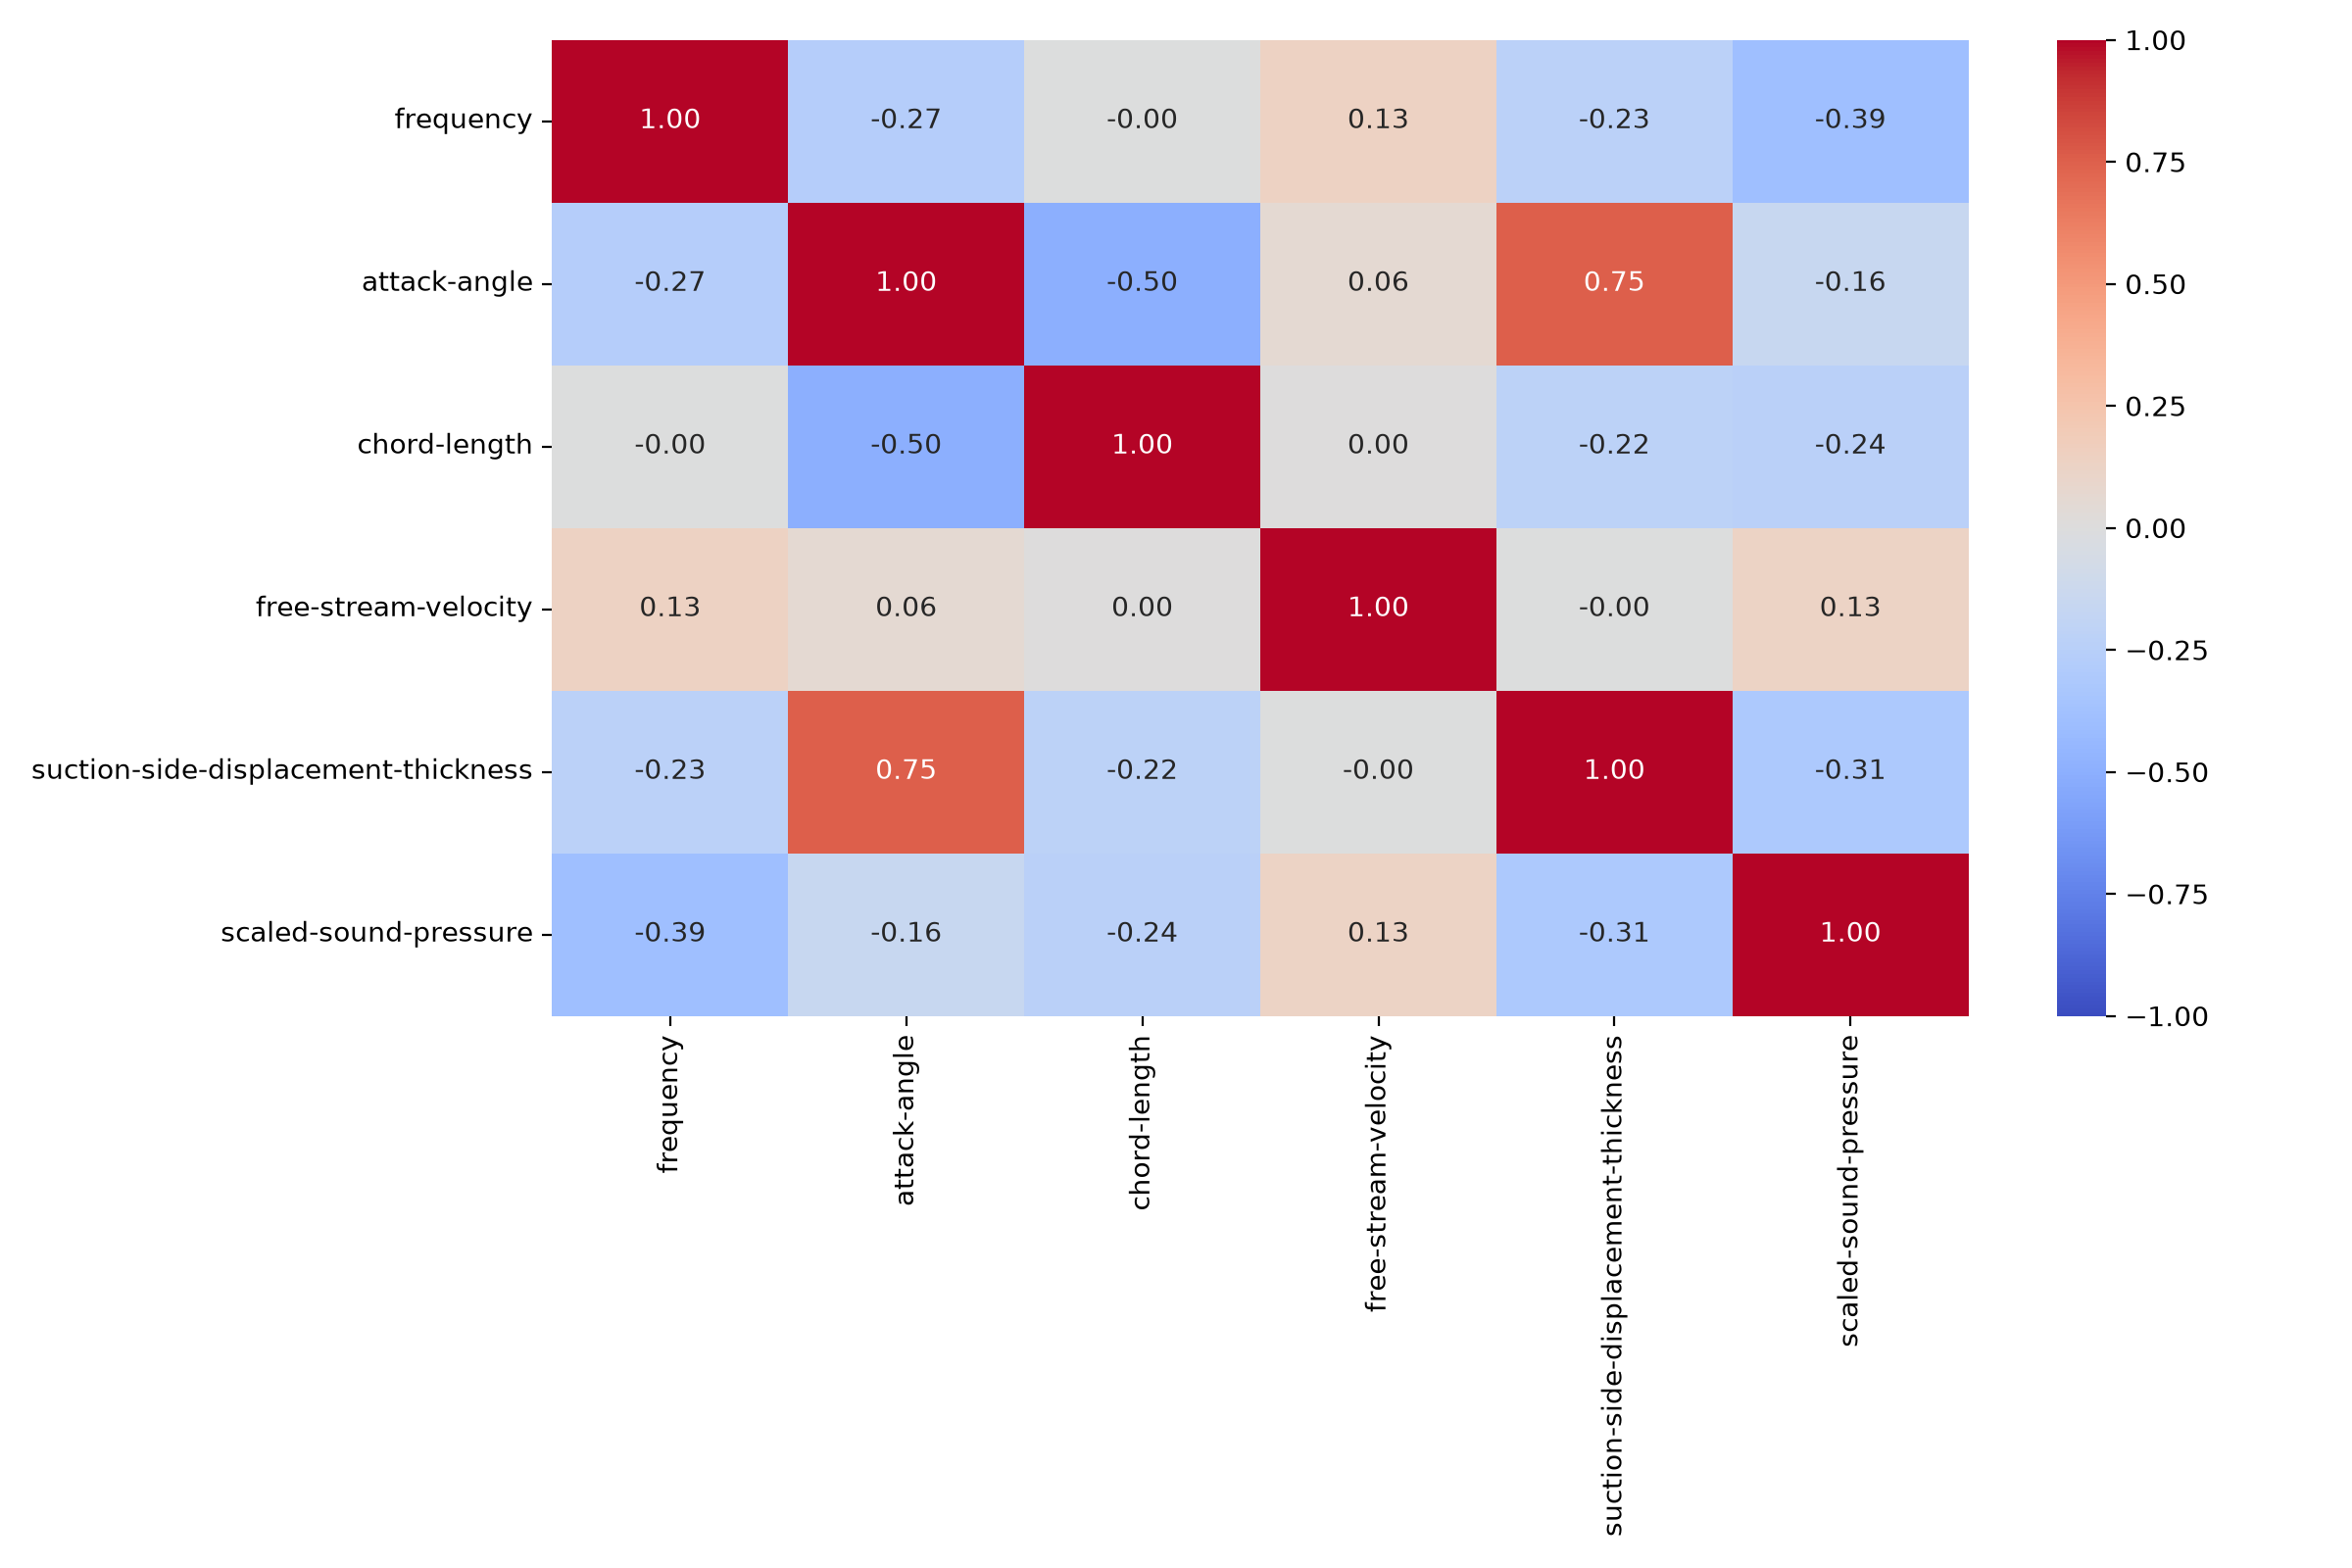 frequency 1.00 -0.27 -0.00 0.13 -0.23 -0.39
attack-angle -0.27 1.00 -0.50 0.06 0.75 -0.16
chord-length -0.00 -0.50 1.00 0.00 -0.22 -0.24
free-stream-velocity 0.13 0.06 0.00 1.00 -0.00 0.13
suction-side-displacement-thickness -0.23 0.75 -0.22 -0.00 1.00 -0.31
scaled-sound-pressure -0.39 -0.16 -0.24 0.13 -0.31 1.00
frequency
attack-angle
chord-length
free-stream-velocity
suction-side-displacement-thickness
scaled-sound-pressure
1.00
0.75
0.50
0.25
0.00
−0.25
−0.50
−0.75
−1.00